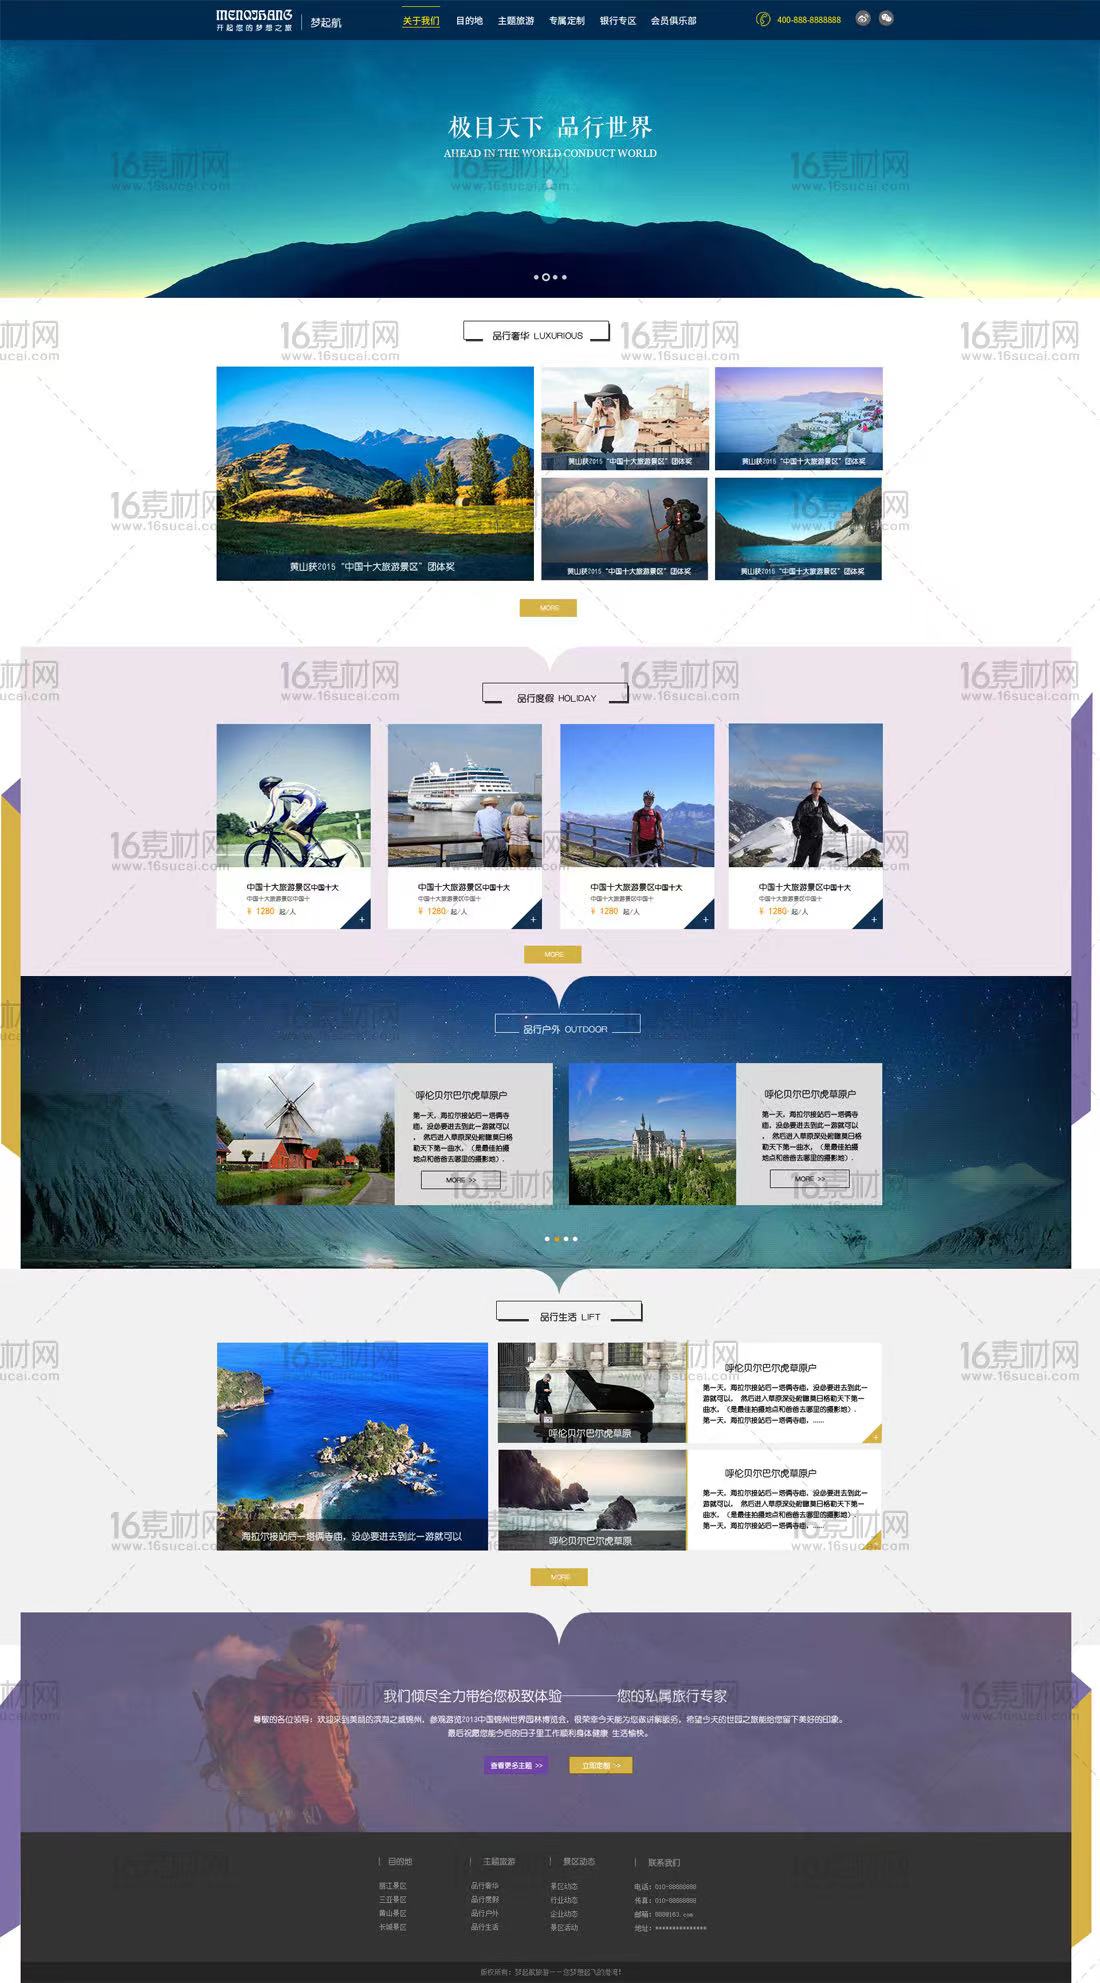 MENQIHANG
开起您的梦想之旅
梦起航
关于我们 目的地 主题旅游 专属定制 银行专区 会员俱乐部
400-888-8888888
极目天下 品行世界
AHEAD IN THE WORLD CONDUCT WORLD
16素材网
www.16sucai.com
品行奢华 LUXURIOUS
黄山获2015“中国十大旅游景区”团体奖
黄山获2015“中国十大旅游景区”团体奖
黄山获2015“中国十大旅游景区”团体奖
黄山获2015“中国十大旅游景区”团体奖
黄山获2015“中国十大旅游景区”团体奖
MORE
品行度假 HOLIDAY
中国十大旅游景区中国十大
中国十大旅游景区中国十
¥ 1280 起/人
+
中国十大旅游景区中国十大
中国十大旅游景区中国十
¥ 1280 起/人
+
中国十大旅游景区中国十大
中国十大旅游景区中国十
¥ 1280 起/人
+
中国十大旅游景区中国十大
中国十大旅游景区中国十
¥ 1280 起/人
+
MORE
品行户外 OUTDOOR
呼伦贝尔巴尔虎草原户
第一天，海拉尔接站后一塔俩寺
庙，没必要进去到此一游就可以
，然后进入草原深处俯瞰莫日格
勒天下第一曲水，（是最佳拍摄
地点和爸爸去哪里的摄影地）.
MORE >>
呼伦贝尔巴尔虎草原户
第一天，海拉尔接站后一塔俩寺
庙，没必要进去到此一游就可以
，然后进入草原深处俯瞰莫日格
勒天下第一曲水，（是最佳拍摄
地点和爸爸去哪里的摄影地）.
MORE >>
品行生活 LIFT
海拉尔接站后一塔俩寺庙，没必要进去到此一游就可以
呼伦贝尔巴尔虎草原
呼伦贝尔巴尔虎草原户
第一天，海拉尔接站后一塔俩寺庙，没必要进去到此一
游就可以， 然后进入草原深处俯瞰莫日格勒天下第一
曲水，（是最佳拍摄地点和爸爸去哪里的摄影地）.
第一天，海拉尔接站后一塔俩寺庙，......
+
呼伦贝尔巴尔虎草原
呼伦贝尔巴尔虎草原户
第一天，海拉尔接站后一塔俩寺庙，没必要进去到此一
游就可以， 然后进入草原深处俯瞰莫日格勒天下第一
曲水，（是最佳拍摄地点和爸爸去哪里的摄影地）.
第一天，海拉尔接站后一塔俩寺庙，......
+
MORE
我们倾尽全力带给您极致体验————您的私属旅行专家
尊敬的各位领导：欢迎来到美丽的滨海之城锦州，参观游览2013中国锦州世界园林博览会，很荣幸今天能为您做讲解服务，希望今天的世园之旅能给您留下美好的印象。
最后祝愿您能今后的日子里工作顺利身体健康 生活愉快。
查看更多主题 >> 立即定制 >>
目的地 主题旅游 景区动态 联系我们
丽江景区 品行奢华 景区动态 电话：010-88888888
三亚景区 品行度假 行业动态 传真：010-88888888
黄山景区 品行户外 企业动态 邮箱：888@163.com
长城景区 品行生活 景区活动 地址：***************
版权所有：梦起航旅游——您梦想起飞的港湾!